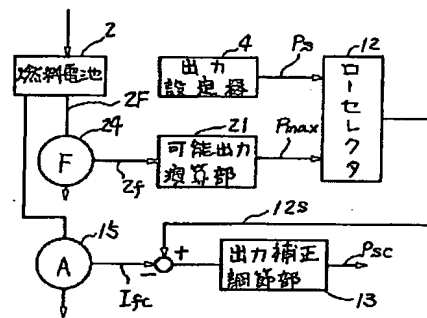 2
燃料電池
2F
24
F
2f
4
出力
設定器
Ps
21
可能出力
演算部
Pmax
12
ローセレクタ
12s
15
A
Ifc
−
+
出力補正
調節部
13
Psc